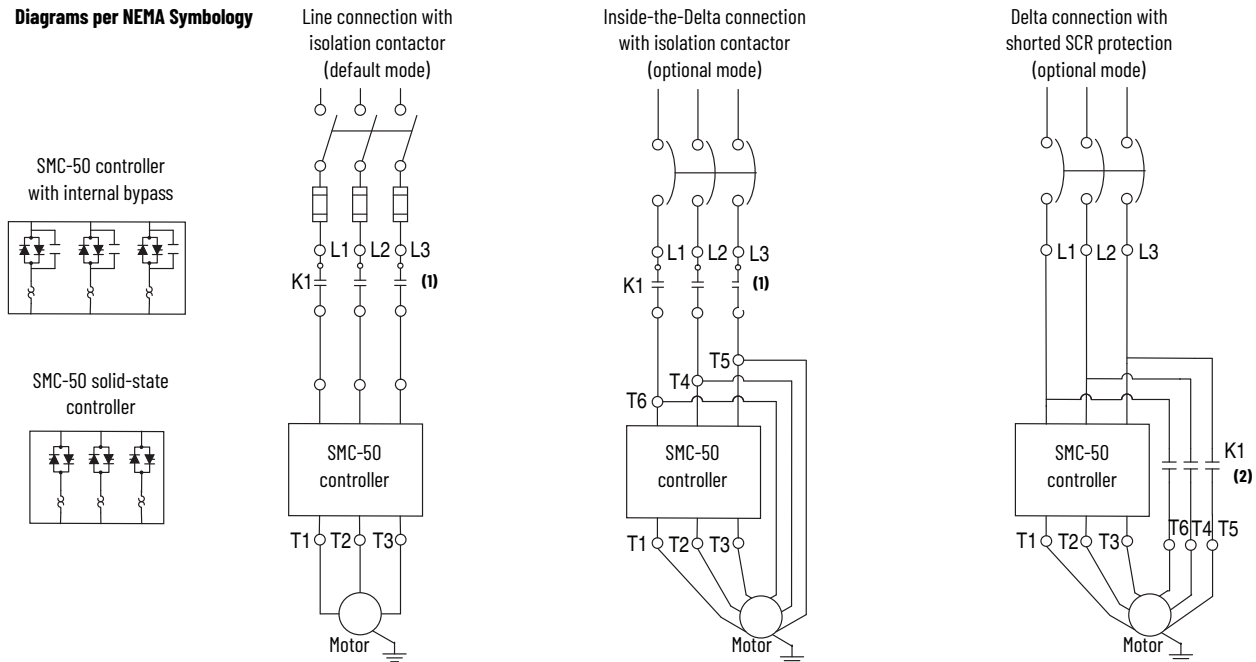 Diagrams per NEMA Symbology
Line connection with
isolation contactor
(default mode)
Inside-the-Delta connection
with isolation contactor
(optional mode)
Delta connection with
shorted SCR protection
(optional mode)
SMC-50 controller
with internal bypass
SMC-50 solid-state
controller
L1 L2 L3
K1 (1)
SMC-50
controller
T1 T2 T3
Motor
L1 L2 L3
K1 (1)
T5
T4
T6
SMC-50
controller
T1 T2 T3
Motor
L1 L2 L3
SMC-50
controller
K1
(2)
T6 T4 T5
T1 T2 T3
Motor